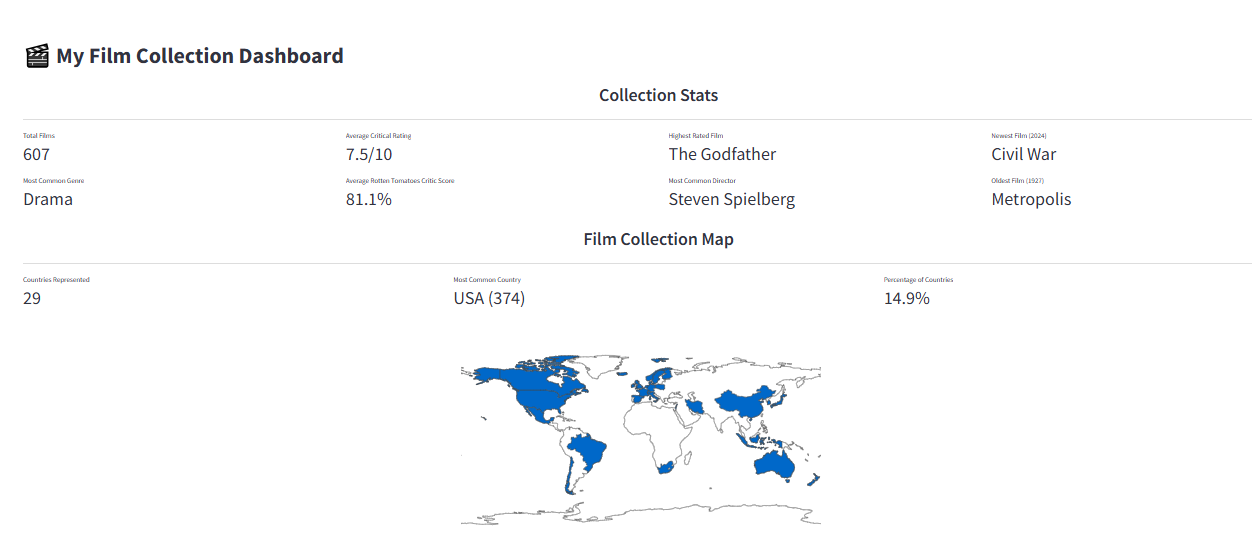 My Film Collection Dashboard
Collection Stats
Total Films
607
Average Critical Rating
7.5/10
Highest Rated Film
The Godfather
Newest Film (2024)
Civil War
Most Common Genre
Drama
Average Rotten Tomatoes Critic Score
81.1%
Most Common Director
Steven Spielberg
Oldest Film (1927)
Metropolis
Film Collection Map
Countries Represented
29
Most Common Country
USA (374)
Percentage of Countries
14.9%